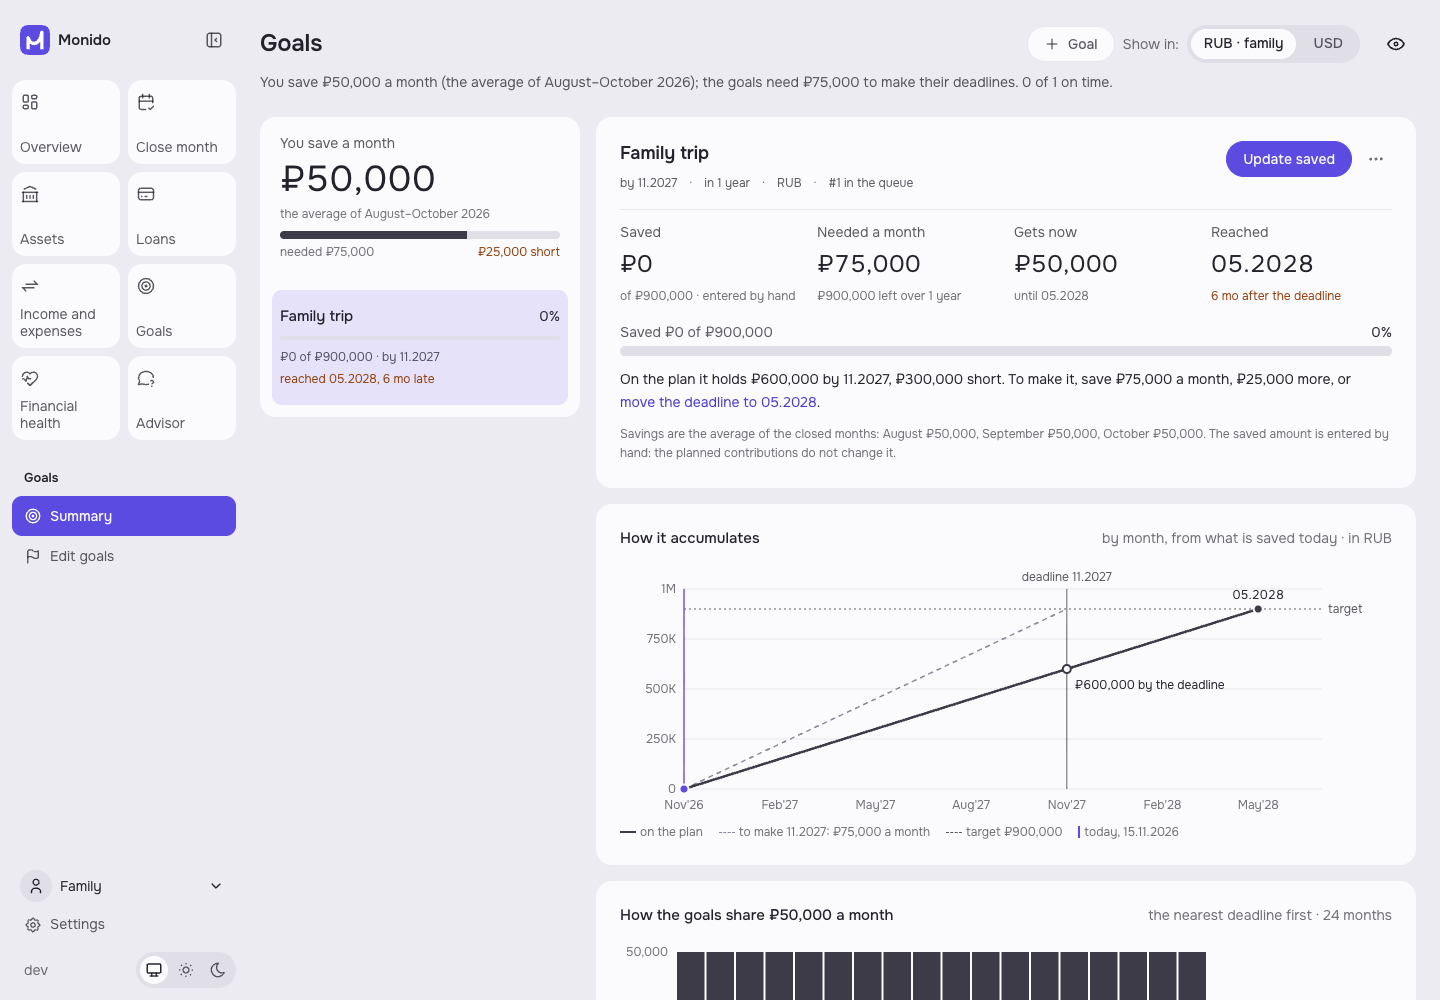 Monido
Overview
Close month
Assets
Loans
Income and
expenses
Goals
Financial
health
Advisor
Goals
Summary
Edit goals
Family
Settings
dev
Goals
Goal
Show in:
RUB · family
USD
You save ₽50,000 a month (the average of August–October 2026); the goals need ₽75,000 to make their deadlines. 0 of 1 on time.
You save a month
₽50,000
the average of August–October 2026
needed ₽75,000
₽25,000 short
Family trip
0%
₽0 of ₽900,000 · by 11.2027
reached 05.2028, 6 mo late
Family trip
by 11.2027 · in 1 year · RUB · #1 in the queue
Update saved
Saved
₽0
of ₽900,000 · entered by hand
Needed a month
₽75,000
₽900,000 left over 1 year
Gets now
₽50,000
until 05.2028
Reached
05.2028
6 mo after the deadline
Saved ₽0 of ₽900,000
0%
On the plan it holds ₽600,000 by 11.2027, ₽300,000 short. To make it, save ₽75,000 a month, ₽25,000 more, or
move the deadline to 05.2028.
Savings are the average of the closed months: August ₽50,000, September ₽50,000, October ₽50,000. The saved amount is entered by
hand: the planned contributions do not change it.
How it accumulates
by month, from what is saved today · in RUB
deadline 11.2027
1M
05.2028
target
750K
500K
₽600,000 by the deadline
250K
0
Nov'26
Feb'27
May'27
Aug'27
Nov'27
Feb'28
May'28
on the plan
to make 11.2027: ₽75,000 a month
target ₽900,000
today, 15.11.2026
How the goals share ₽50,000 a month
the nearest deadline first · 24 months
50,000